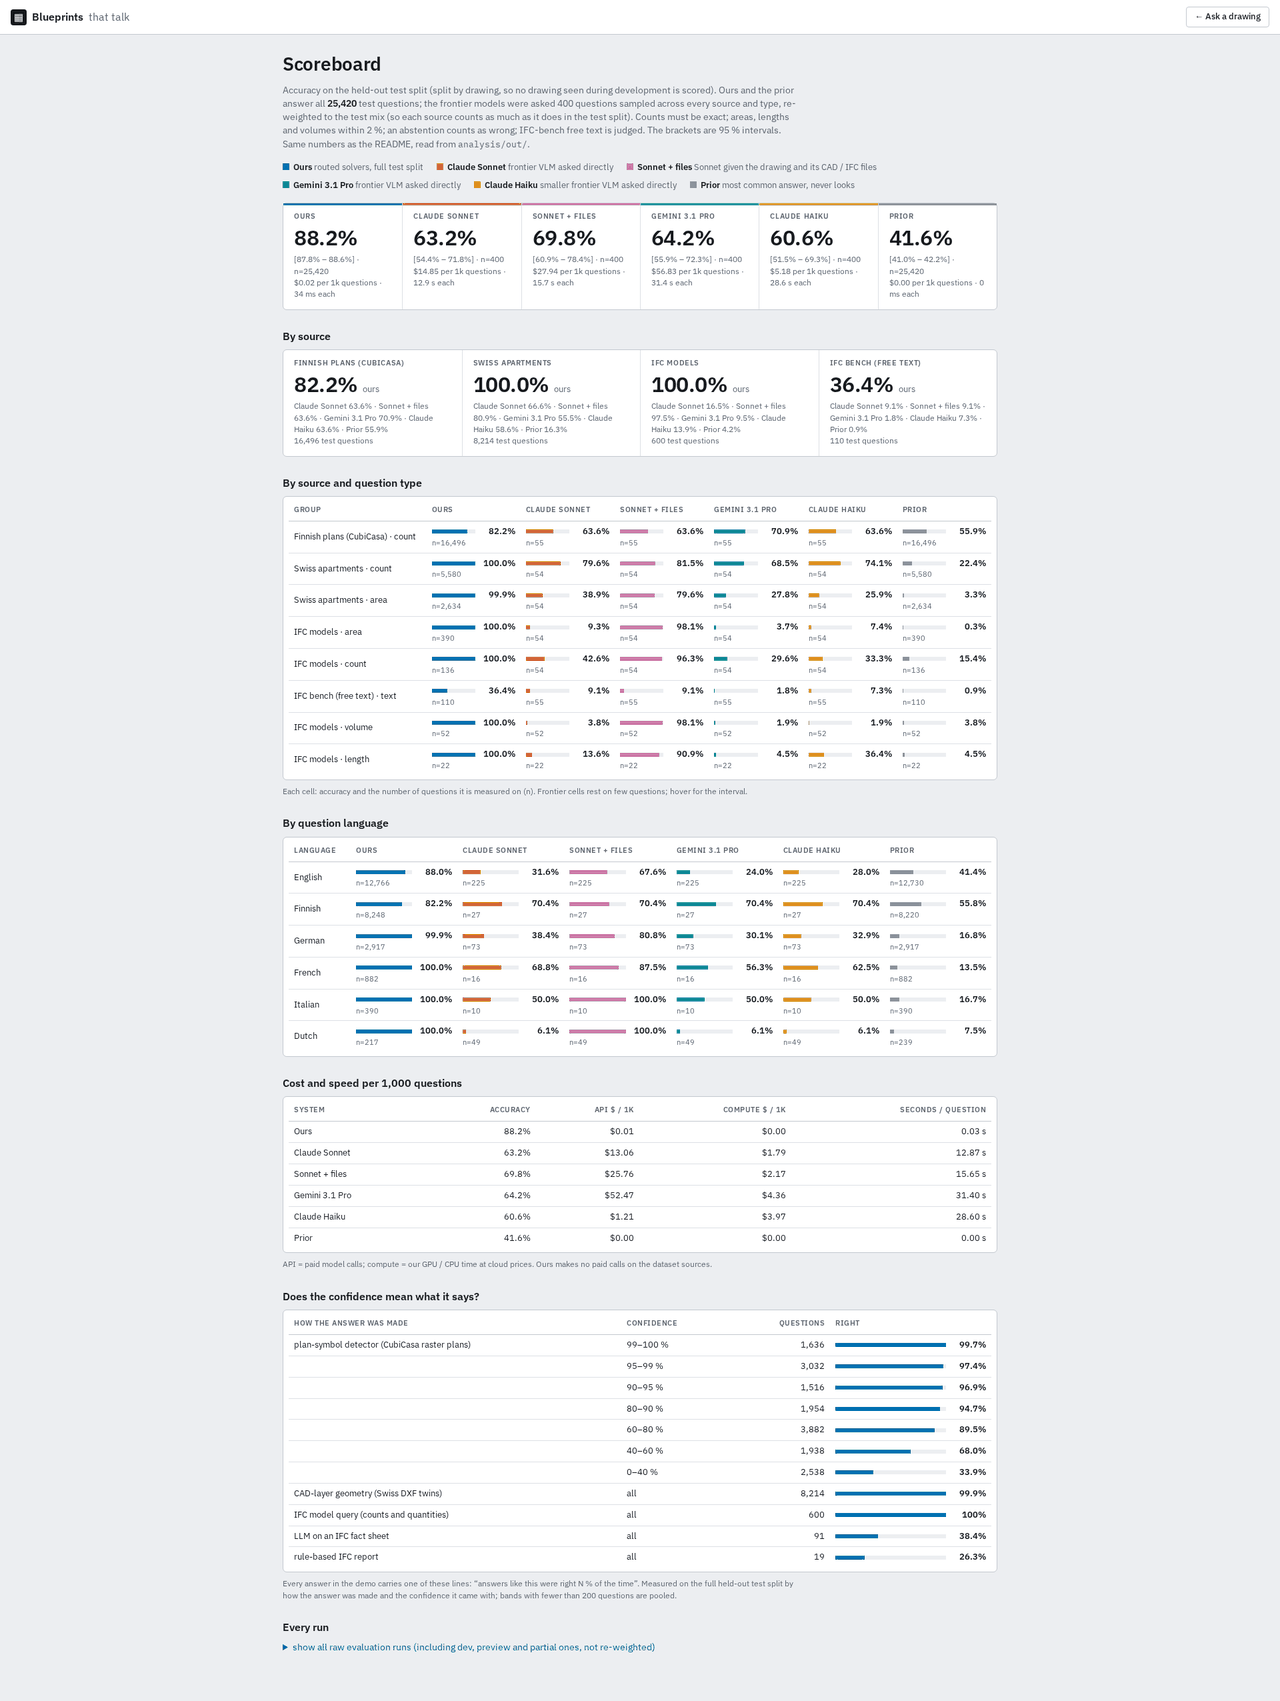 Blueprints that talk
← Ask a drawing
Scoreboard
Accuracy on the held-out test split (split by drawing, so no drawing seen during development is scored). Ours and the prior
answer all 25,420 test questions; the frontier models were asked 400 questions sampled across every source and type, re-
weighted to the test mix (so each source counts as much as it does in the test split). Counts must be exact; areas, lengths
and volumes within 2 %; an abstention counts as wrong; IFC-bench free text is judged. The brackets are 95 % intervals.
Same numbers as the README, read from analysis/out/.
Ours routed solvers, full test split Claude Sonnet frontier VLM asked directly Sonnet + files Sonnet given the drawing and its CAD / IFC files
Gemini 3.1 Pro frontier VLM asked directly Claude Haiku smaller frontier VLM asked directly Prior most common answer, never looks
OURS
88.2%
[87.8% – 88.6%] ·
n=25,420
$0.02 per 1k questions ·
34 ms each
CLAUDE SONNET
63.2%
[54.4% – 71.8%] · n=400
$14.85 per 1k questions ·
12.9 s each
SONNET + FILES
69.8%
[60.9% – 78.4%] · n=400
$27.94 per 1k questions ·
15.7 s each
GEMINI 3.1 PRO
64.2%
[55.9% – 72.3%] · n=400
$56.83 per 1k questions ·
31.4 s each
CLAUDE HAIKU
60.6%
[51.5% – 69.3%] · n=400
$5.18 per 1k questions ·
28.6 s each
PRIOR
41.6%
[41.0% – 42.2%] ·
n=25,420
$0.00 per 1k questions · 0
ms each
By source
FINNISH PLANS (CUBICASA)
82.2% ours
Claude Sonnet 63.6% · Sonnet + files
63.6% · Gemini 3.1 Pro 70.9% · Claude
Haiku 63.6% · Prior 55.9%
16,496 test questions
SWISS APARTMENTS
100.0% ours
Claude Sonnet 66.6% · Sonnet + files
80.9% · Gemini 3.1 Pro 55.5% · Claude
Haiku 58.6% · Prior 16.3%
8,214 test questions
IFC MODELS
100.0% ours
Claude Sonnet 16.5% · Sonnet + files
97.5% · Gemini 3.1 Pro 9.5% · Claude
Haiku 13.9% · Prior 4.2%
600 test questions
IFC BENCH (FREE TEXT)
36.4% ours
Claude Sonnet 9.1% · Sonnet + files 9.1% ·
Gemini 3.1 Pro 1.8% · Claude Haiku 7.3% ·
Prior 0.9%
110 test questions
By source and question type
GROUP OURS CLAUDE SONNET SONNET + FILES GEMINI 3.1 PRO CLAUDE HAIKU PRIOR
Finnish plans (CubiCasa) · count 82.2% 63.6% 63.6% 70.9% 63.6% 55.9%
n=16,496 n=55 n=55 n=55 n=55 n=16,496
Swiss apartments · count 100.0% 79.6% 81.5% 68.5% 74.1% 22.4%
n=5,580 n=54 n=54 n=54 n=54 n=5,580
Swiss apartments · area 99.9% 38.9% 79.6% 27.8% 25.9% 3.3%
n=2,634 n=54 n=54 n=54 n=54 n=2,634
IFC models · area 100.0% 9.3% 98.1% 3.7% 7.4% 0.3%
n=390 n=54 n=54 n=54 n=54 n=390
IFC models · count 100.0% 42.6% 96.3% 29.6% 33.3% 15.4%
n=136 n=54 n=54 n=54 n=54 n=136
IFC bench (free text) · text 36.4% 9.1% 9.1% 1.8% 7.3% 0.9%
n=110 n=55 n=55 n=55 n=55 n=110
IFC models · volume 100.0% 3.8% 98.1% 1.9% 1.9% 3.8%
n=52 n=52 n=52 n=52 n=52 n=52
IFC models · length 100.0% 13.6% 90.9% 4.5% 36.4% 4.5%
n=22 n=22 n=22 n=22 n=22 n=22
Each cell: accuracy and the number of questions it is measured on (n). Frontier cells rest on few questions; hover for the interval.
By question language
LANGUAGE OURS CLAUDE SONNET SONNET + FILES GEMINI 3.1 PRO CLAUDE HAIKU PRIOR
English 88.0% 31.6% 67.6% 24.0% 28.0% 41.4%
n=12,766 n=225 n=225 n=225 n=225 n=12,730
Finnish 82.2% 70.4% 70.4% 70.4% 70.4% 55.8%
n=8,248 n=27 n=27 n=27 n=27 n=8,220
German 99.9% 38.4% 80.8% 30.1% 32.9% 16.8%
n=2,917 n=73 n=73 n=73 n=73 n=2,917
French 100.0% 68.8% 87.5% 56.3% 62.5% 13.5%
n=882 n=16 n=16 n=16 n=16 n=882
Italian 100.0% 50.0% 100.0% 50.0% 50.0% 16.7%
n=390 n=10 n=10 n=10 n=10 n=390
Dutch 100.0% 6.1% 100.0% 6.1% 6.1% 7.5%
n=217 n=49 n=49 n=49 n=49 n=239
Cost and speed per 1,000 questions
SYSTEM ACCURACY API $ / 1K COMPUTE $ / 1K SECONDS / QUESTION
Ours 88.2% $0.01 $0.00 0.03 s
Claude Sonnet 63.2% $13.06 $1.79 12.87 s
Sonnet + files 69.8% $25.76 $2.17 15.65 s
Gemini 3.1 Pro 64.2% $52.47 $4.36 31.40 s
Claude Haiku 60.6% $1.21 $3.97 28.60 s
Prior 41.6% $0.00 $0.00 0.00 s
API = paid model calls; compute = our GPU / CPU time at cloud prices. Ours makes no paid calls on the dataset sources.
Does the confidence mean what it says?
HOW THE ANSWER WAS MADE CONFIDENCE QUESTIONS RIGHT
plan-symbol detector (CubiCasa raster plans) 99–100 % 1,636 99.7%
95–99 % 3,032 97.4%
90–95 % 1,516 96.9%
80–90 % 1,954 94.7%
60–80 % 3,882 89.5%
40–60 % 1,938 68.0%
0–40 % 2,538 33.9%
CAD-layer geometry (Swiss DXF twins) all 8,214 99.9%
IFC model query (counts and quantities) all 600 100%
LLM on an IFC fact sheet all 91 38.4%
rule-based IFC report all 19 26.3%
Every answer in the demo carries one of these lines: "answers like this were right N % of the time". Measured on the full held-out test split by
how the answer was made and the confidence it came with; bands with fewer than 200 questions are pooled.
Every run
▶ show all raw evaluation runs (including dev, preview and partial ones, not re-weighted)